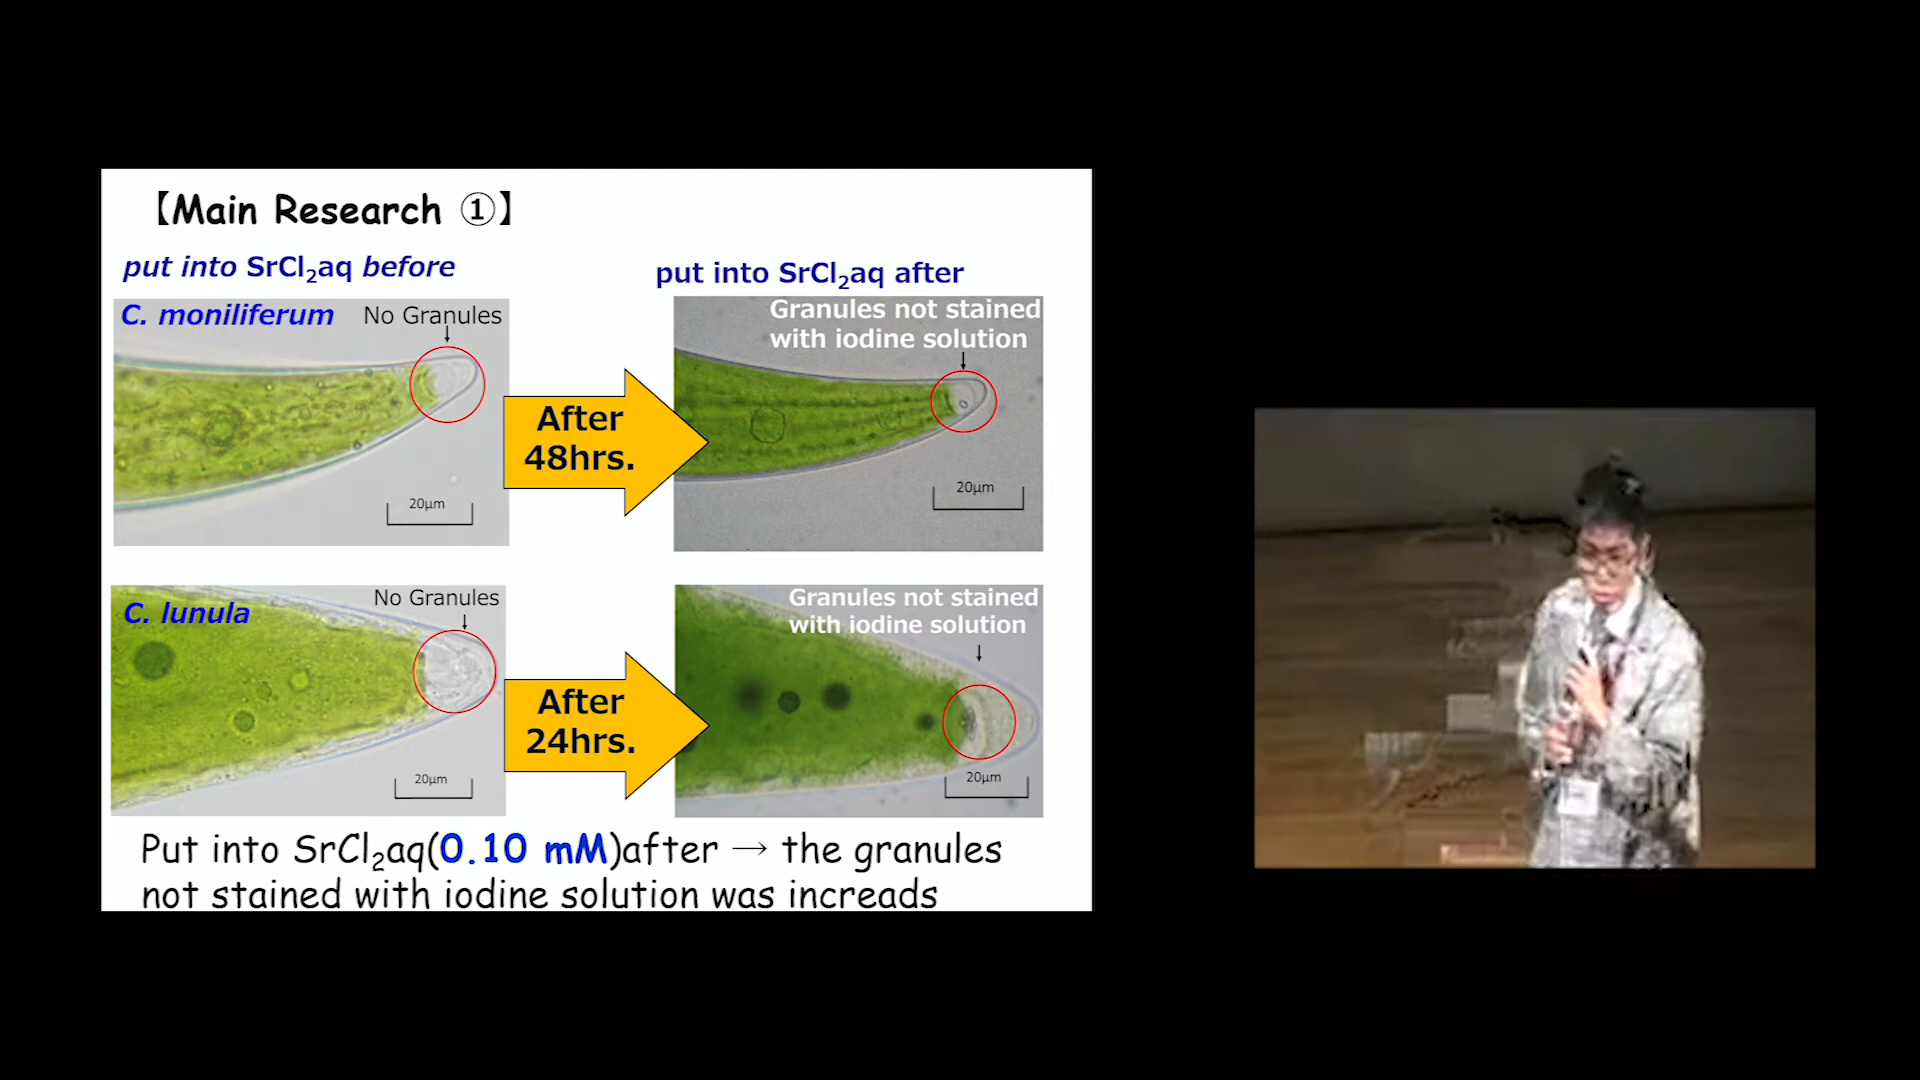 【Main Research ①】
put into SrCl₂aq before
put into SrCl₂aq after
C. moniliferum
No Granules
Granules not stained
with iodine solution
After
48hrs.
20μm
20μm
C. lunula
No Granules
Granules not stained
with iodine solution
After
24hrs.
20μm
20μm
Put into SrCl₂aq(0.10 mM)after → the granules
not stained with iodine solution was increads